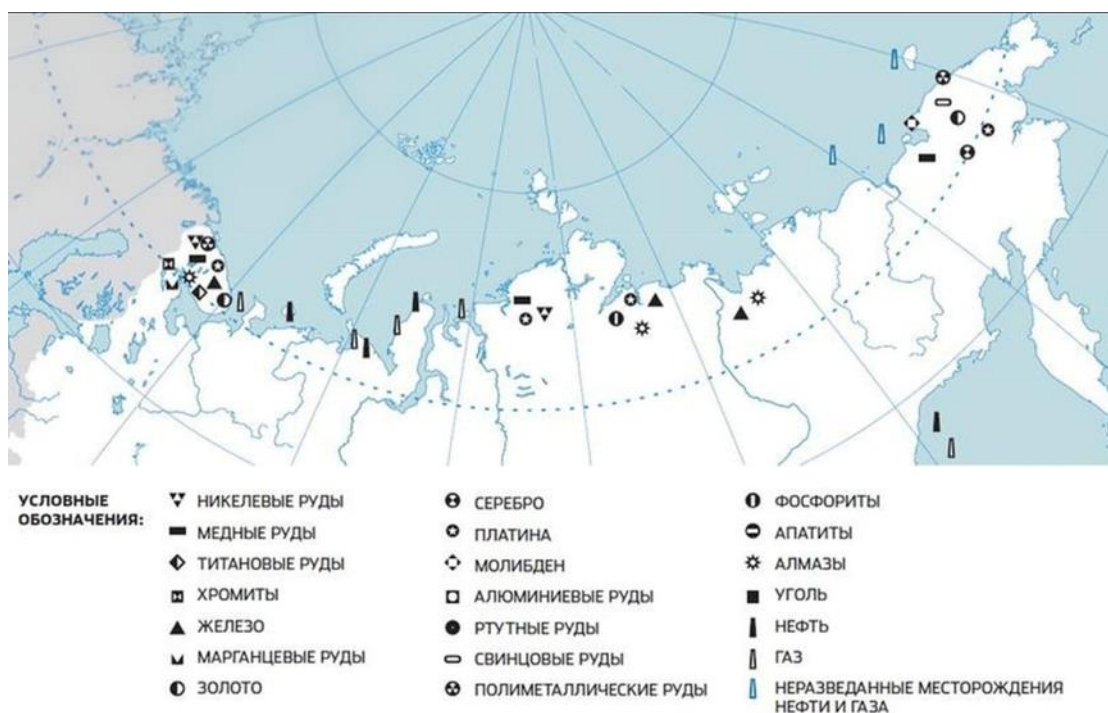 УСЛОВНЫЕ
ОБОЗНАЧЕНИЯ:
НИКЕЛЕВЫЕ РУДЫ
МЕДНЫЕ РУДЫ
ТИТАНОВЫЕ РУДЫ
ХРОМИТЫ
ЖЕЛЕЗО
МАРГАНЦЕВЫЕ РУДЫ
ЗОЛОТО
СЕРЕБРО
ПЛАТИНА
МОЛИБДЕН
АЛЮМИНИЕВЫЕ РУДЫ
РТУТНЫЕ РУДЫ
СВИНЦОВЫЕ РУДЫ
ПОЛИМЕТАЛЛИЧЕСКИЕ РУДЫ
ФОСФОРИТЫ
АПАТИТЫ
АЛМАЗЫ
УГОЛЬ
НЕФТЬ
ГАЗ
НЕРАЗВЕДАННЫЕ МЕСТОРОЖДЕНИЯ
НЕФТИ И ГАЗА